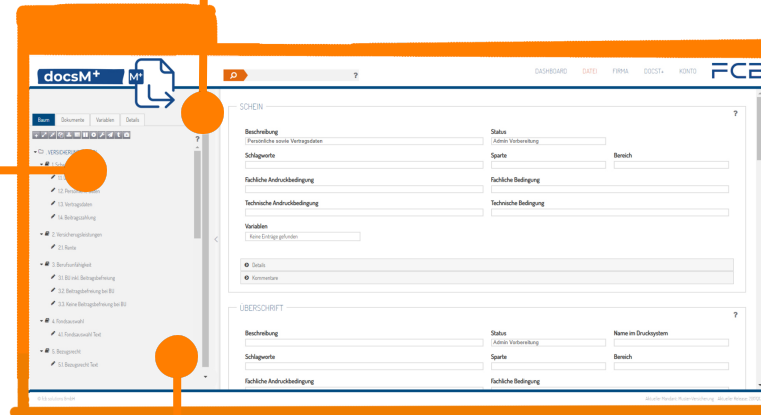 docsM+ M+
?
DASHBOARD DATEI FIRMA DOCST+ KONTO
Baum Dokumente Variablen Details
?
1.3. Vertragsdaten
1.4. Beitragszahlung
2. Versicherungsleistungen
2.1. Rente
3. Berufsunfähigkeit
3.1. BU inkl. Beitragsbefreiung
3.2. Beitragsbefreiung bei BU
3.3. Keine Beitragsbefreiung bei BU
4. Fondsauswahl
4.1. Fondsauswahl Text
5. Bezugsrecht
5.1. Bezugsrecht Text
SCHEIN
?
Beschreibung Status
Persönliche sowie Vertragsdaten Admin Vorbereitung
Schlagworte Sparte Bereich
Fachliche Andruckbedingung Fachliche Bedingung
Technische Andruckbedingung Technische Bedingung
Variablen
Keine Einträge gefunden
Details
Kommentare
ÜBERSCHRIFT
?
Beschreibung Status Name im Drucksystem
Admin Vorbereitung
Schlagworte Sparte Bereich
Fachliche Andruckbedingung Fachliche Bedingung